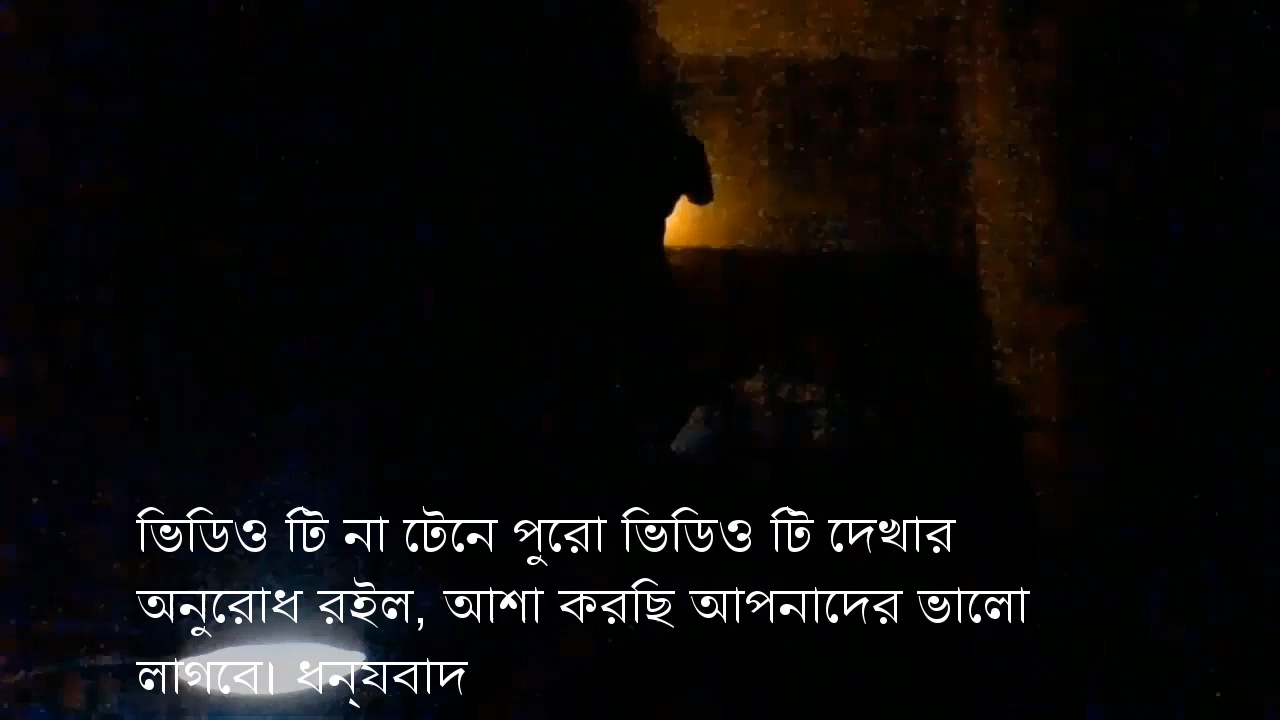 ভিডিও টি না টেনে পুরো ভিডিও টি দেখার
অনুরোধ রইল, আশা করছি আপনাদের ভালো
লাগবে। ধন্‌যবাদ